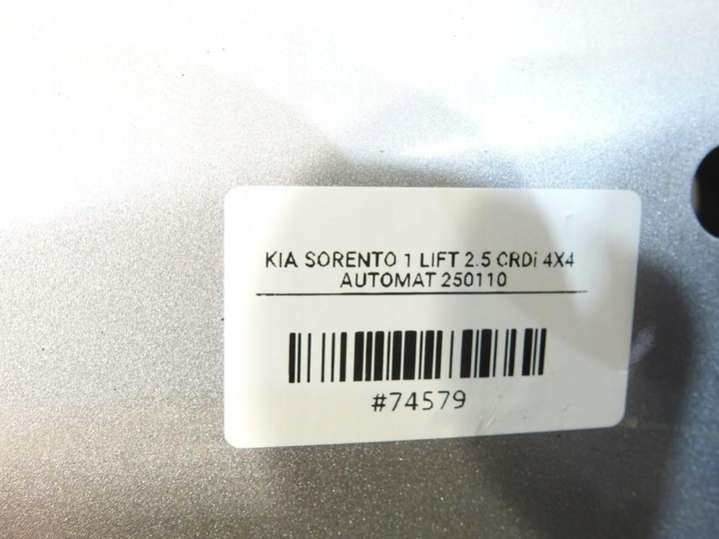 KIA SORENTO 1 LIFT 2.5 CRDi 4X4
AUTOMAT 250110
#74579